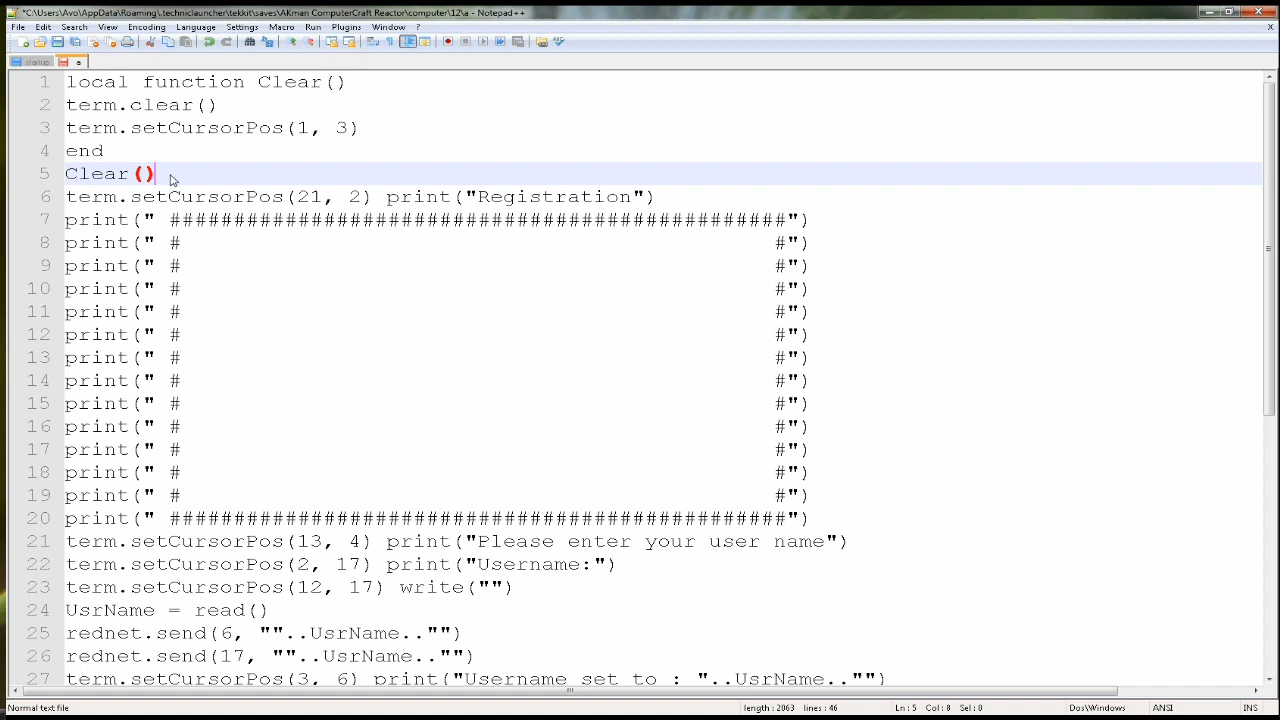 *C:\Users\Avo\AppData\Roaming\.techniclauncher\tekkit\saves\AKman ComputerCraft Reactor\computer\12\a - Notepad++
File Edit Search View Encoding Language Settings Macro Run Plugins Window ?
startup a
1 local function Clear()
2 term.clear()
3 term.setCursorPos(1, 3)
4 end
5 Clear()
6 term.setCursorPos(21, 2) print("Registration")
7 print(" ################################################")
8 print(" #                                              #")
9 print(" #                                              #")
10 print(" #                                              #")
11 print(" #                                              #")
12 print(" #                                              #")
13 print(" #                                              #")
14 print(" #                                              #")
15 print(" #                                              #")
16 print(" #                                              #")
17 print(" #                                              #")
18 print(" #                                              #")
19 print(" #                                              #")
20 print(" ################################################")
21 term.setCursorPos(13, 4) print("Please enter your user name")
22 term.setCursorPos(2, 17) print("Username:")
23 term.setCursorPos(12, 17) write("")
24 UsrName = read()
25 rednet.send(6, ""..UsrName.."")
26 rednet.send(17, ""..UsrName.."")
27 term.setCursorPos(3, 6) print("Username set to : "..UsrName.."")
Normal text file length : 2063 lines : 46 Ln : 5 Col : 8 Sel : 0 Dos\Windows ANSI INS